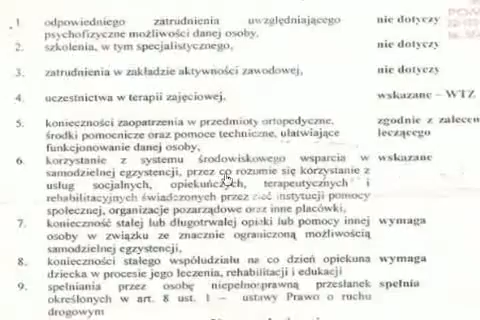 1. odpowiedniego zatrudnienia uwzględniającego nie dotyczy
psychofizyczne możliwości danej osoby,
2. szkolenia, w tym specjalistycznego, nie dotyczy
3. zatrudnienia w zakładzie aktywności zawodowej, nie dotyczy
4. uczestnictwa w terapii zajęciowej, wskazane – WTZ
5. konieczności zaopatrzenia w przedmioty ortopedyczne, zgodnie z zalecen
środki pomocnicze oraz pomoce techniczne, ułatwiające leczącego
funkcjonowanie danej osoby,
6. korzystanie z systemu środowiskowego wsparcia w wskazane
samodzielnej egzystencji, przez co rozumie się korzystanie z
usług socjalnych, opiekuńczych, terapeutycznych i
rehabilitacyjnych świadczonych przez sieć instytucji pomocy
społecznej, organizacje pozarządowe oraz inne placówki,
7. konieczność stałej lub długotrwałej opieki lub pomocy innej wymaga
osoby w związku ze znacznie ograniczoną możliwością
samodzielnej egzystencji,
8. konieczności stałego współudziału na co dzień opiekuna wymaga
dziecka w procesie jego leczenia, rehabilitacji i edukacji
9. spełniania przez osobę niepełnosprawną przesłanek spełnia
określonych w art. 8 ust. 1 – ustawy Prawo o ruchu
drogowym